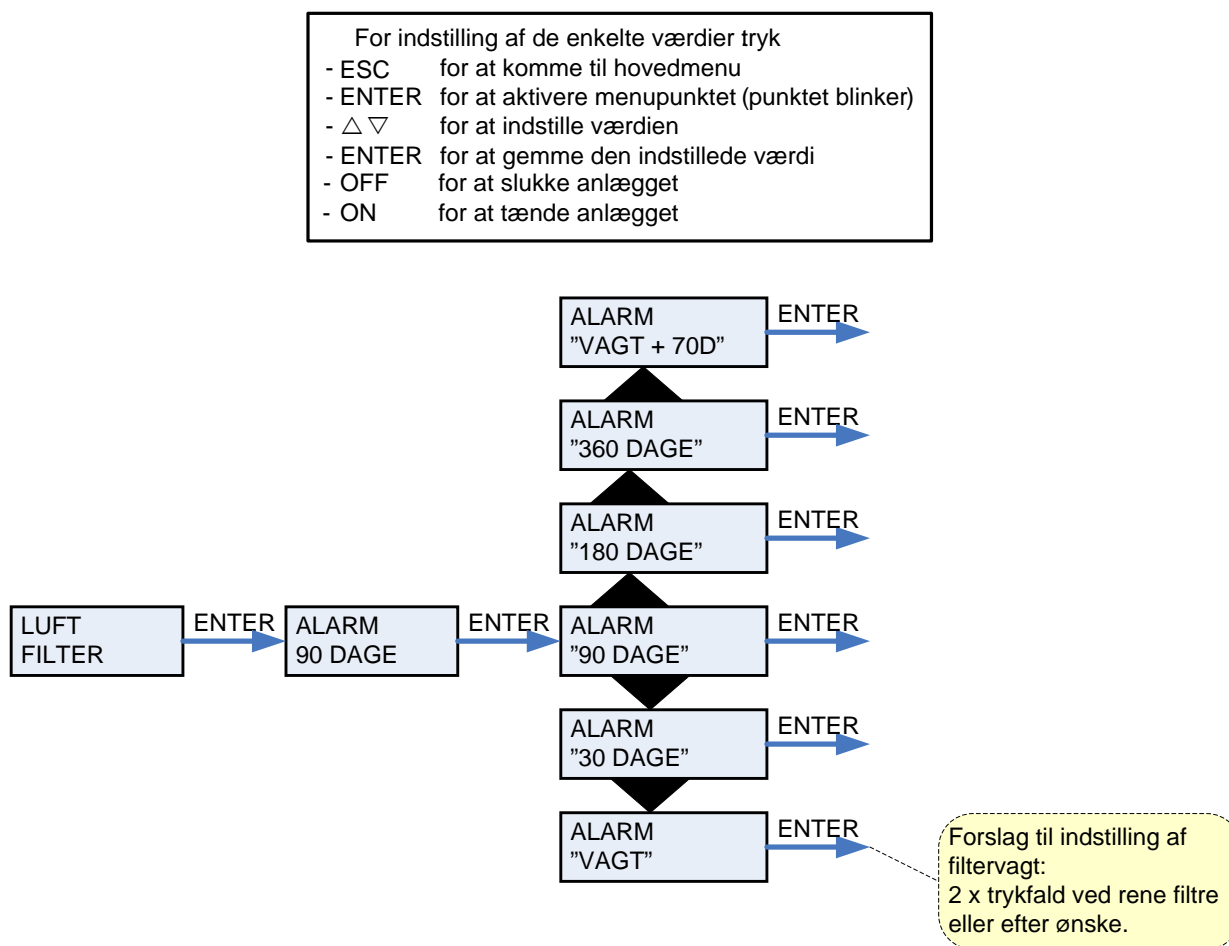 For indstilling af de enkelte værdier tryk
- ESC for at komme til hovedmenu
- ENTER for at aktivere menupunktet (punktet blinker)
- △ ▽ for at indstille værdien
- ENTER for at gemme den indstillede værdi
- OFF for at slukke anlægget
- ON for at tænde anlægget
ALARM
”VAGT + 70D”
ENTER
ALARM
”360 DAGE”
ENTER
ALARM
”180 DAGE”
ENTER
LUFT
FILTER
ENTER
ALARM
90 DAGE
ENTER
ALARM
”90 DAGE”
ENTER
ALARM
”30 DAGE”
ENTER
ALARM
”VAGT”
ENTER
Forslag til indstilling af
filtervagt:
2 x trykfald ved rene filtre
eller efter ønske.